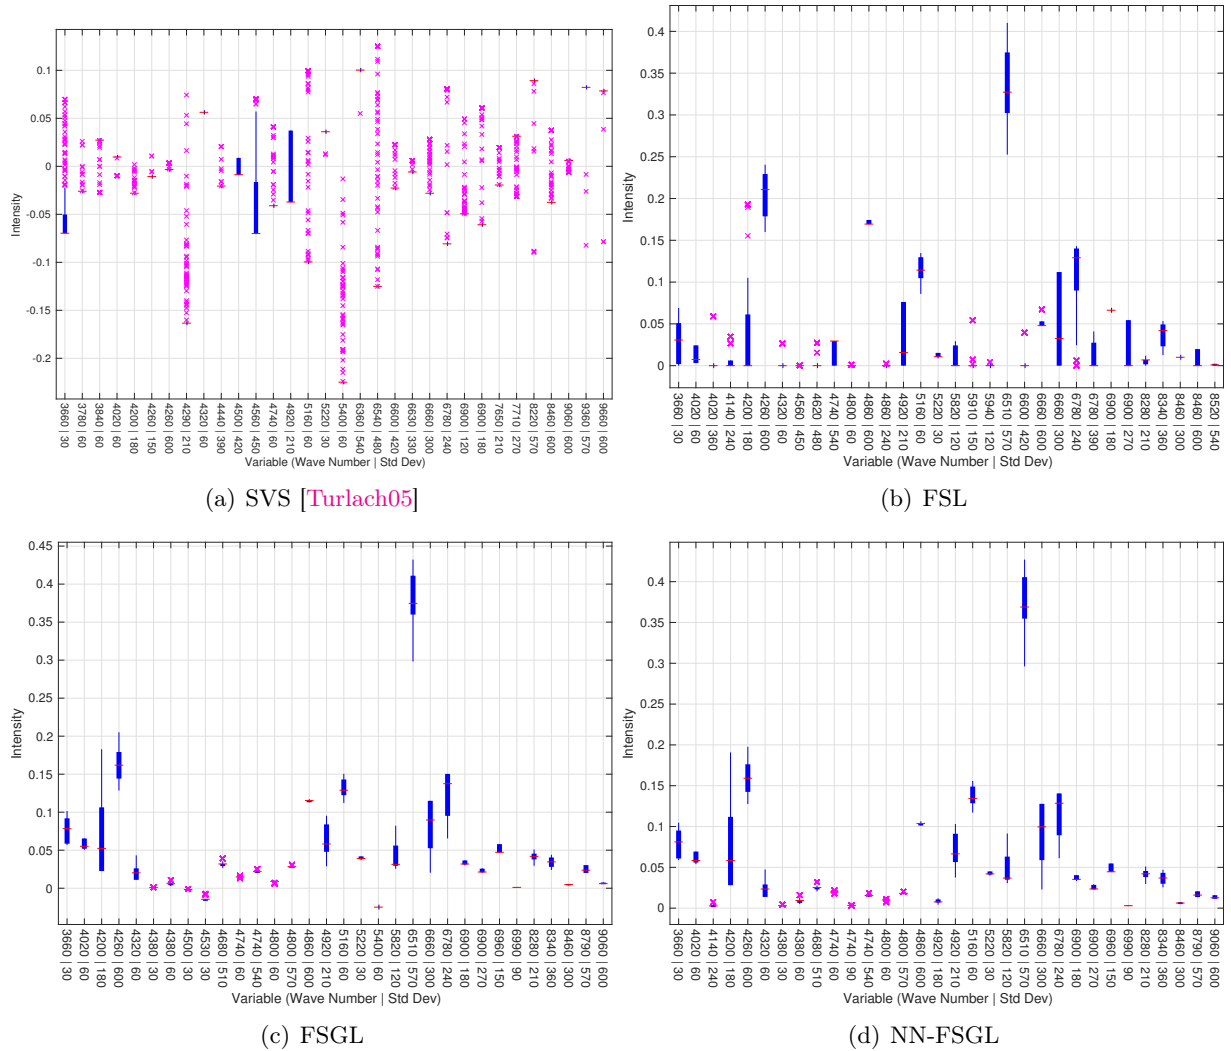 0.1
0.05
0
-0.05
-0.1
-0.15
-0.2
Intensity
3660 | 30
3780 | 60
3840 | 60
4020 | 60
4200 | 180
4260 | 150
4260 | 600
4290 | 210
4320 | 60
4440 | 390
4500 | 420
4560 | 450
4740 | 60
4920 | 210
5160 | 60
5220 | 30
5400 | 60
6360 | 540
6540 | 480
6600 | 420
6630 | 330
6660 | 300
6780 | 240
6900 | 120
6900 | 180
7650 | 210
7710 | 270
8220 | 570
8460 | 600
9060 | 600
9360 | 570
9660 | 600
Variable (Wave Number | Std Dev)
(a) SVS [Turlach05]
0.4
0.35
0.3
0.25
0.2
0.15
0.1
0.05
0
Intensity
3660 | 30
4020 | 60
4020 | 360
4140 | 240
4200 | 180
4260 | 600
4320 | 60
4560 | 450
4620 | 540
4740 | 60
4800 | 60
4860 | 600
4860 | 240
4920 | 210
5160 | 60
5220 | 30
5820 | 120
5910 | 150
5940 | 120
6510 | 570
6600 | 420
6600 | 600
6660 | 300
6780 | 240
6780 | 390
6900 | 180
6900 | 270
8280 | 210
8340 | 360
8460 | 300
8460 | 600
8520 | 540
Variable (Wave Number | Std Dev)
(b) FSL
0.45
0.4
0.35
0.3
0.25
0.2
0.15
0.1
0.05
0
Intensity
3660 | 30
4020 | 60
4200 | 180
4260 | 600
4320 | 60
4380 | 30
4380 | 60
4500 | 30
4530 | 30
4680 | 510
4740 | 60
4740 | 540
4800 | 60
4800 | 570
4860 | 600
4920 | 210
5160 | 60
5220 | 30
5400 | 60
5820 | 120
6510 | 570
6660 | 300
6780 | 240
6900 | 180
6900 | 270
6960 | 150
6990 | 90
8280 | 210
8340 | 360
8460 | 300
8790 | 570
9060 | 600
Variable (Wave Number | Std Dev)
(c) FSGL
0.4
0.35
0.3
0.25
0.2
0.15
0.1
0.05
0
Intensity
3660 | 30
4020 | 60
4140 | 240
4200 | 180
4260 | 600
4320 | 60
4380 | 30
4380 | 60
4680 | 510
4740 | 60
4740 | 90
4740 | 540
4800 | 60
4800 | 570
4860 | 600
4920 | 180
4920 | 210
5160 | 60
5220 | 30
5820 | 120
6510 | 570
6660 | 300
6780 | 240
6900 | 180
6900 | 270
6960 | 150
6990 | 90
8280 | 210
8340 | 360
8460 | 300
8790 | 570
9060 | 600
Variable (Wave Number | Std Dev)
(d) NN-FSGL